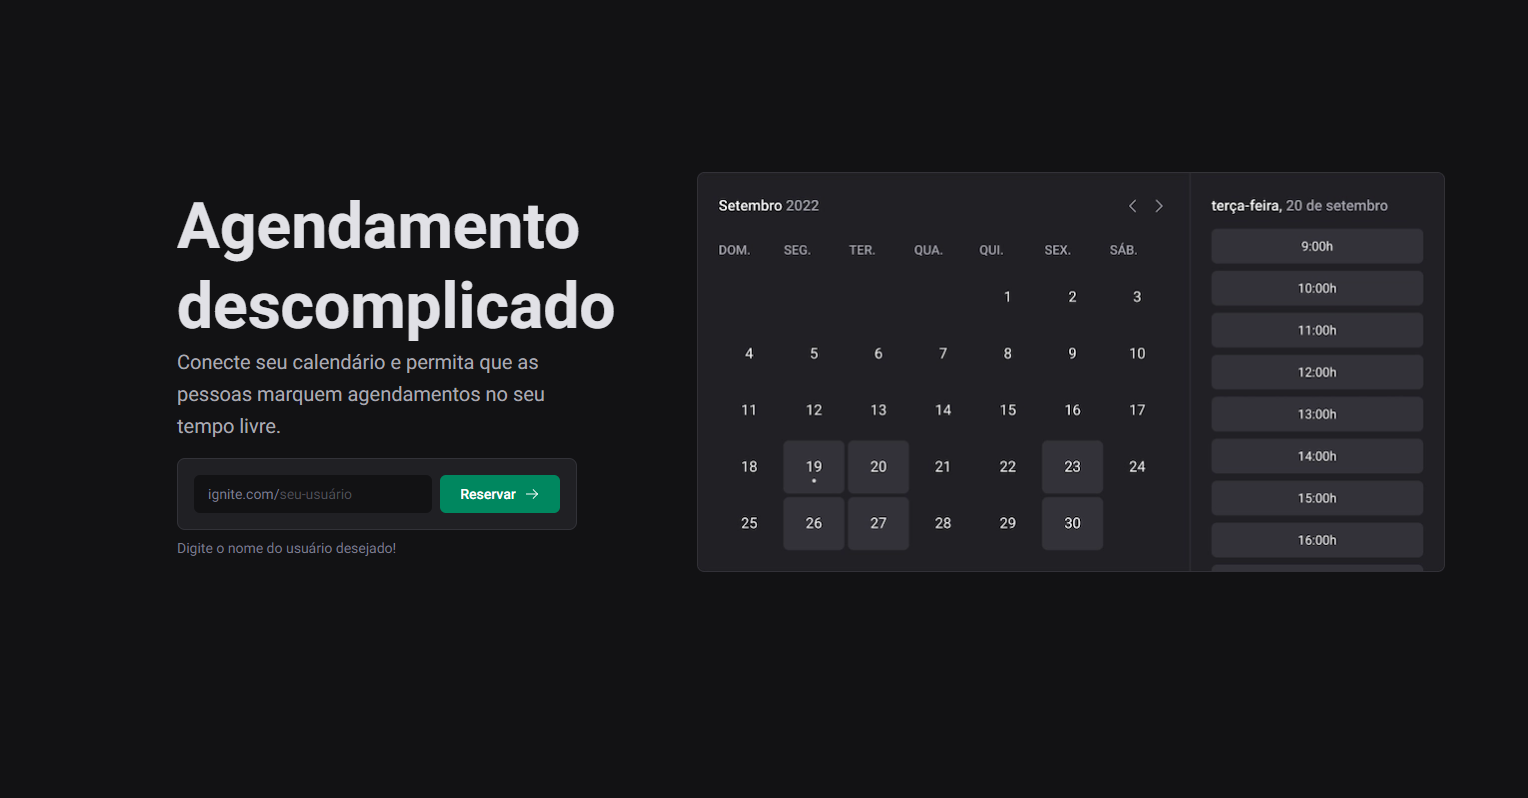 Agendamento
descomplicado
Conecte seu calendário e permita que as
pessoas marquem agendamentos no seu
tempo livre.
ignite.com/seu-usuário
Reservar
Digite o nome do usuário desejado!
Setembro 2022
DOM. SEG. TER. QUA. QUI. SEX. SÁB.
1 2 3
4 5 6 7 8 9 10
11 12 13 14 15 16 17
18 19 20 21 22 23 24
25 26 27 28 29 30
terça-feira, 20 de setembro
9:00h
10:00h
11:00h
12:00h
13:00h
14:00h
15:00h
16:00h